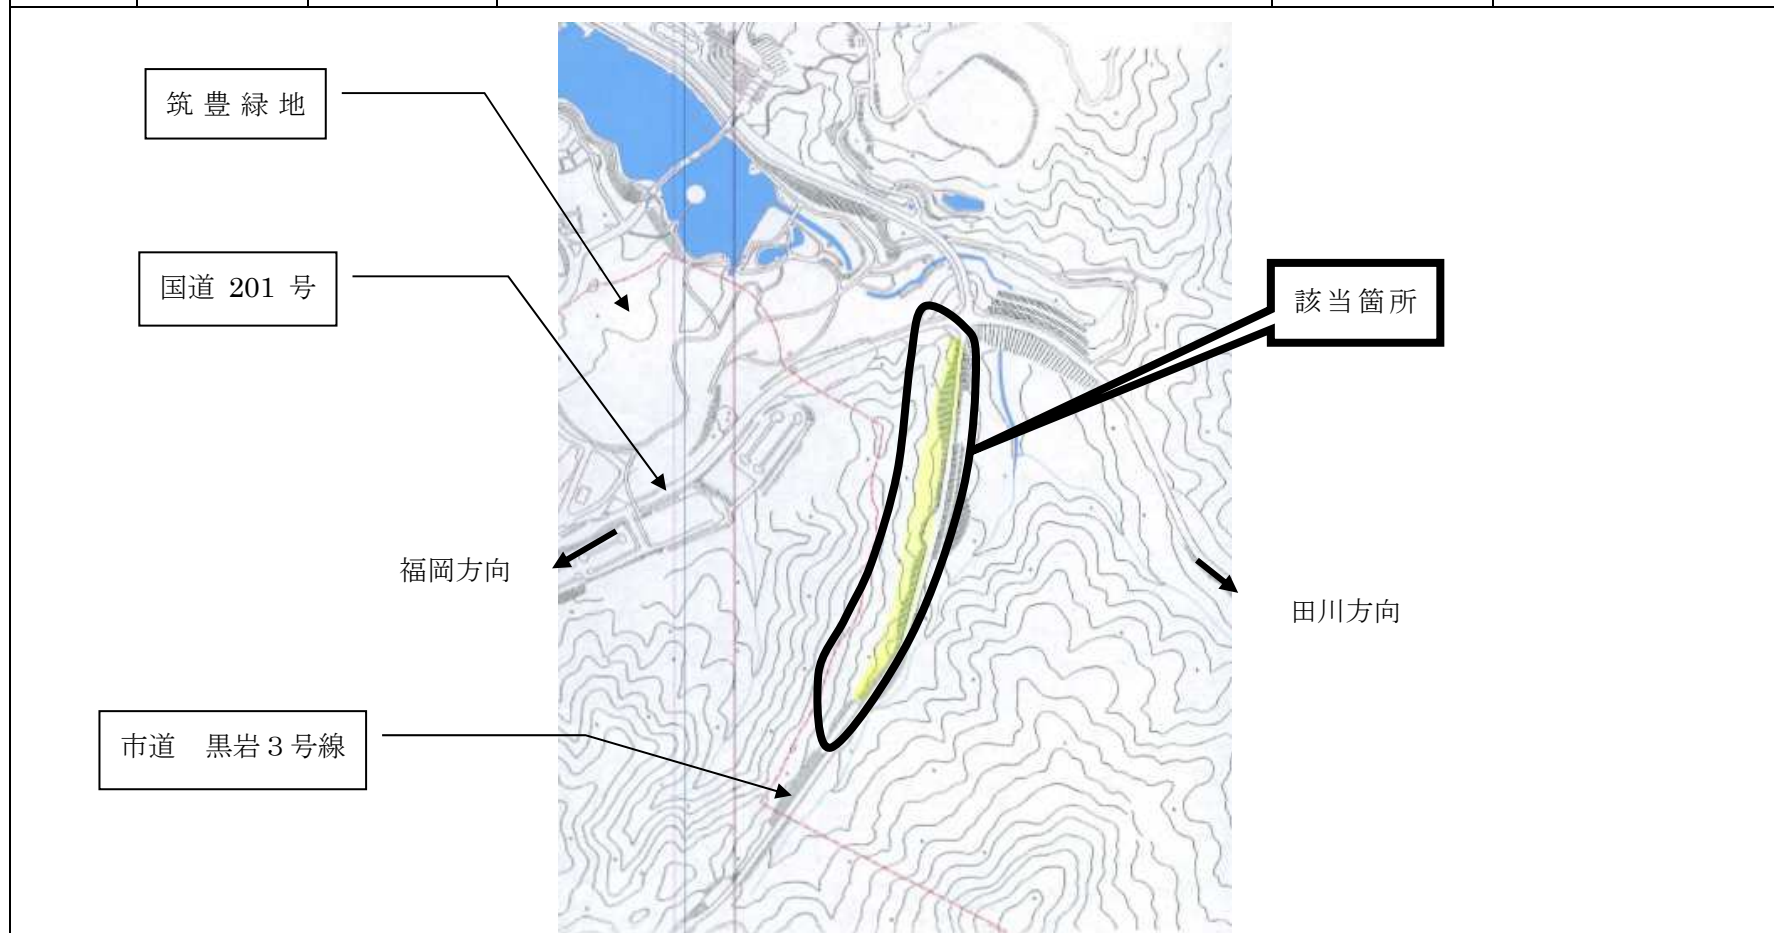 筑豊緑地
国道 201 号
該当箇所
福岡方向
田川方向
市道　黒岩３号線